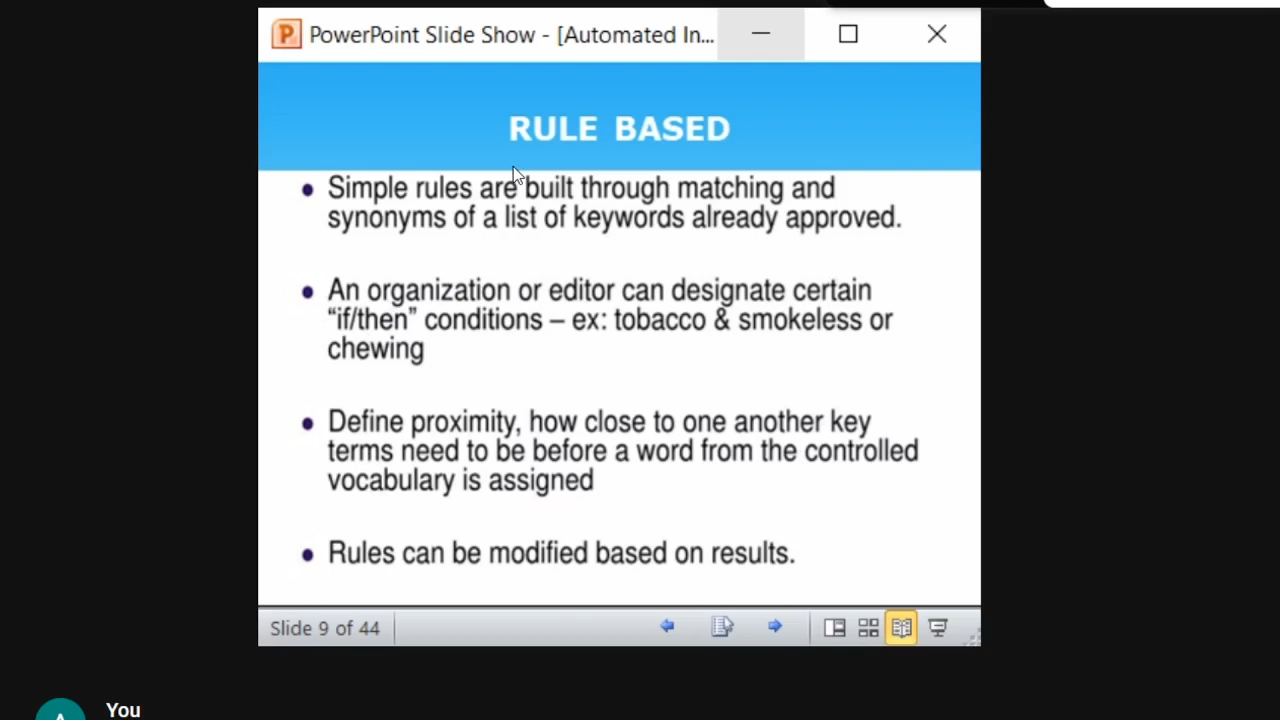 PowerPoint Slide Show - [Automated In...
RULE BASED
• Simple rules are built through matching and
synonyms of a list of keywords already approved.
• An organization or editor can designate certain
“if/then” conditions – ex: tobacco & smokeless or
chewing
• Define proximity, how close to one another key
terms need to be before a word from the controlled
vocabulary is assigned
• Rules can be modified based on results.
Slide 9 of 44
You
A